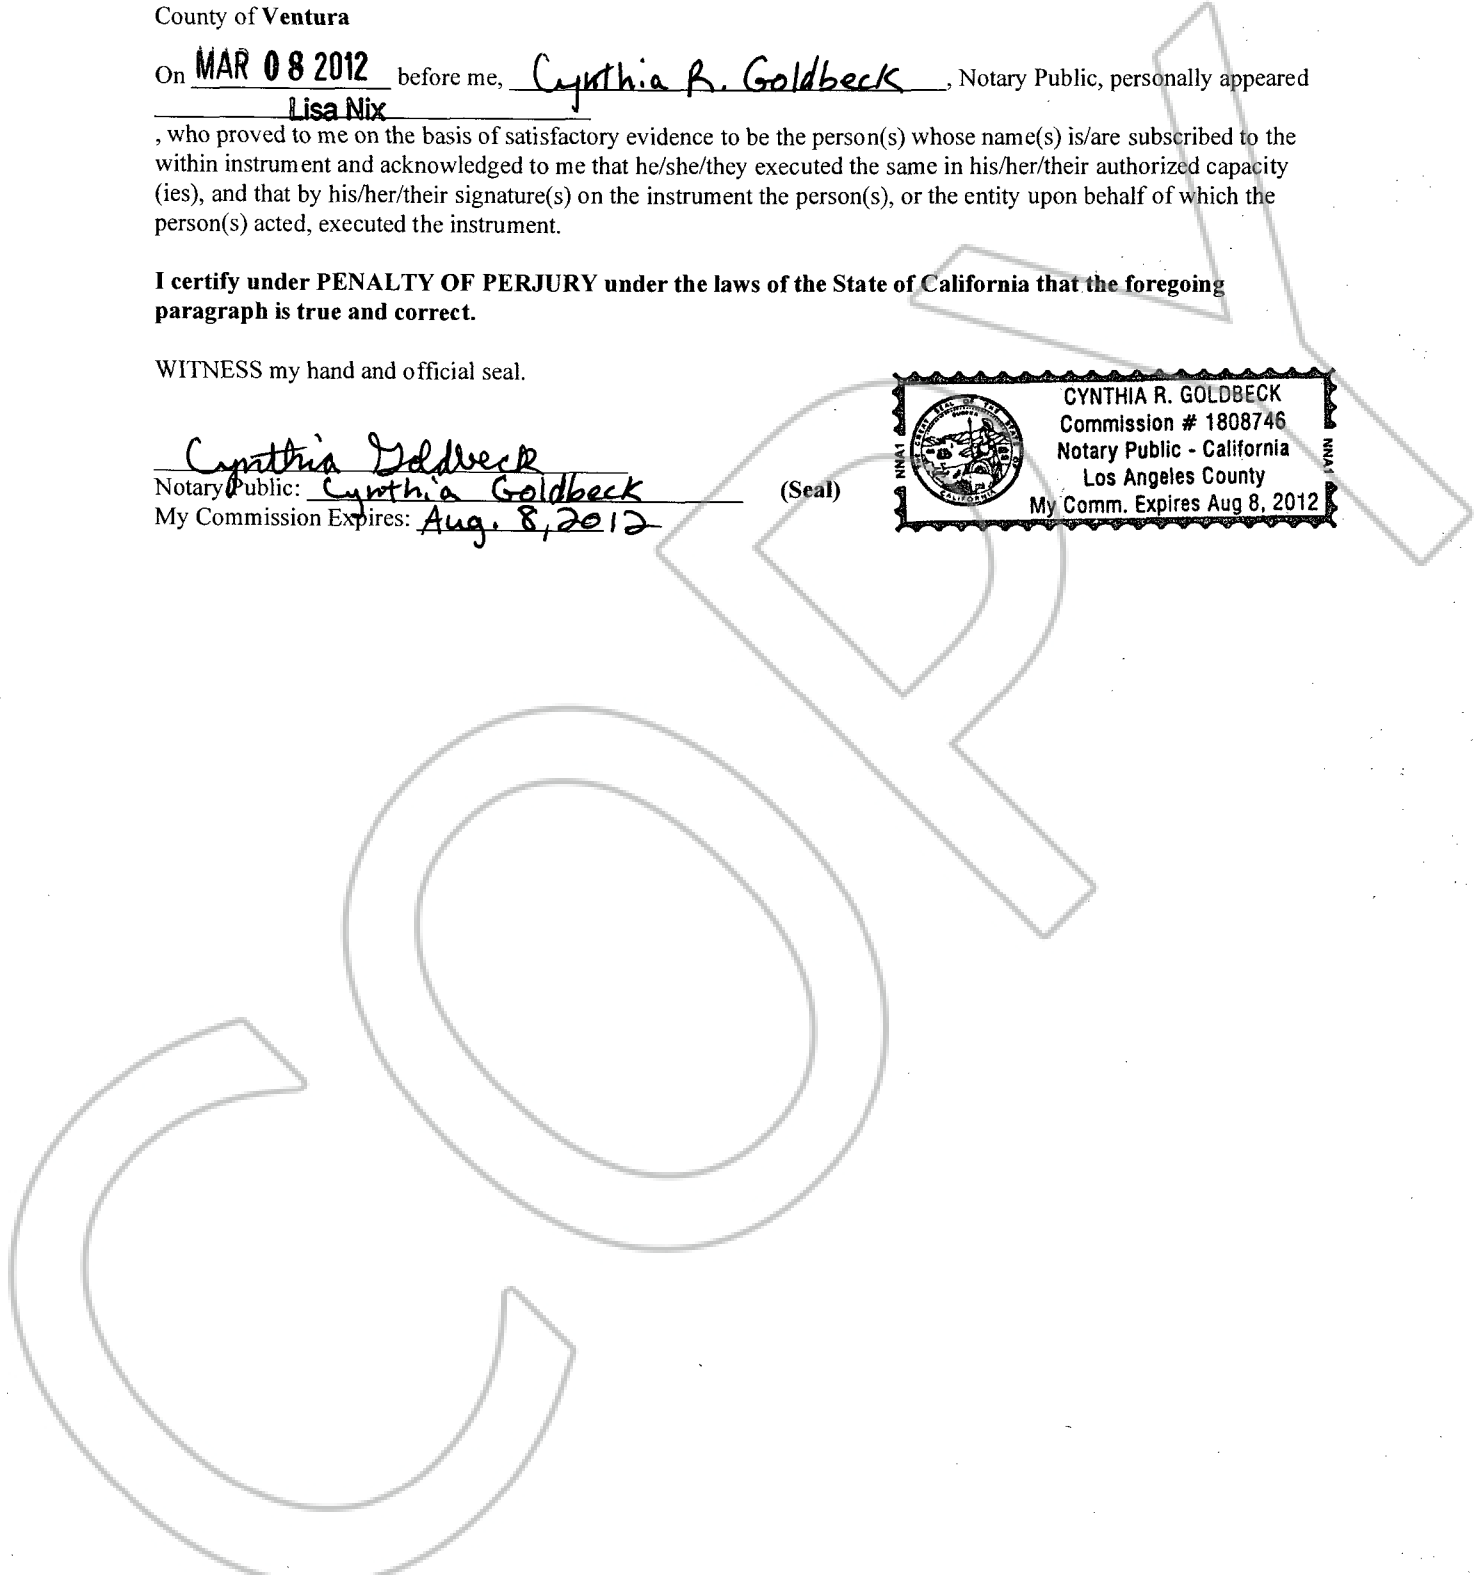 County of Ventura
On MAR 08 2012 before me, Cynthia R. Goldbeck, Notary Public, personally appeared
Lisa Nix
, who proved to me on the basis of satisfactory evidence to be the person(s) whose name(s) is/are subscribed to the
within instrument and acknowledged to me that he/she/they executed the same in his/her/their authorized capacity
(ies), and that by his/her/their signature(s) on the instrument the person(s), or the entity upon behalf of which the
person(s) acted, executed the instrument.
I certify under PENALTY OF PERJURY under the laws of the State of California that the foregoing
paragraph is true and correct.
WITNESS my hand and official seal.
Cynthia Goldbeck
Notary Public: Cynthia Goldbeck (Seal)
My Commission Expires: Aug. 8, 2012
CYNTHIA R. GOLDBECK
Commission # 1808746
Notary Public - California
Los Angeles County
My Comm. Expires Aug 8, 2012
NNA1
NNA1
COPY